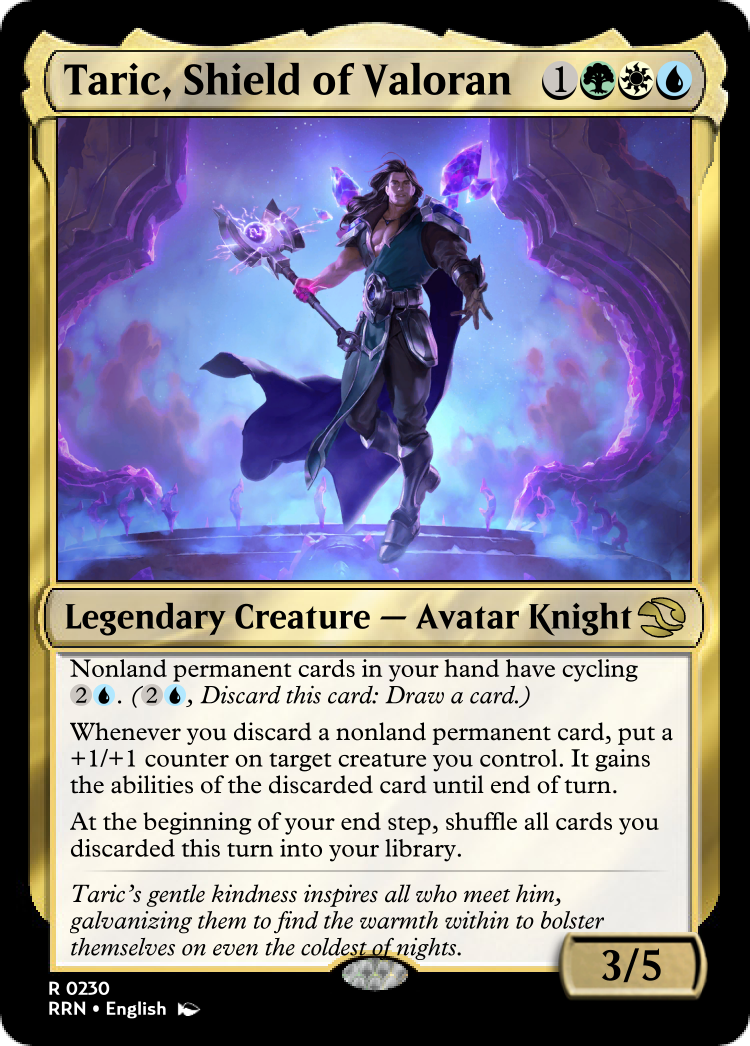 Taric, Shield of Valoran 1
Legendary Creature — Avatar Knight
Nonland permanent cards in your hand have cycling
2. (2, Discard this card: Draw a card.)
Whenever you discard a nonland permanent card, put a
+1/+1 counter on target creature you control. It gains
the abilities of the discarded card until end of turn.
At the beginning of your end step, shuffle all cards you
discarded this turn into your library.
Taric's gentle kindness inspires all who meet him,
galvanizing them to find the warmth within to bolster
themselves on even the coldest of nights.
3/5
R 0230
RRN • English